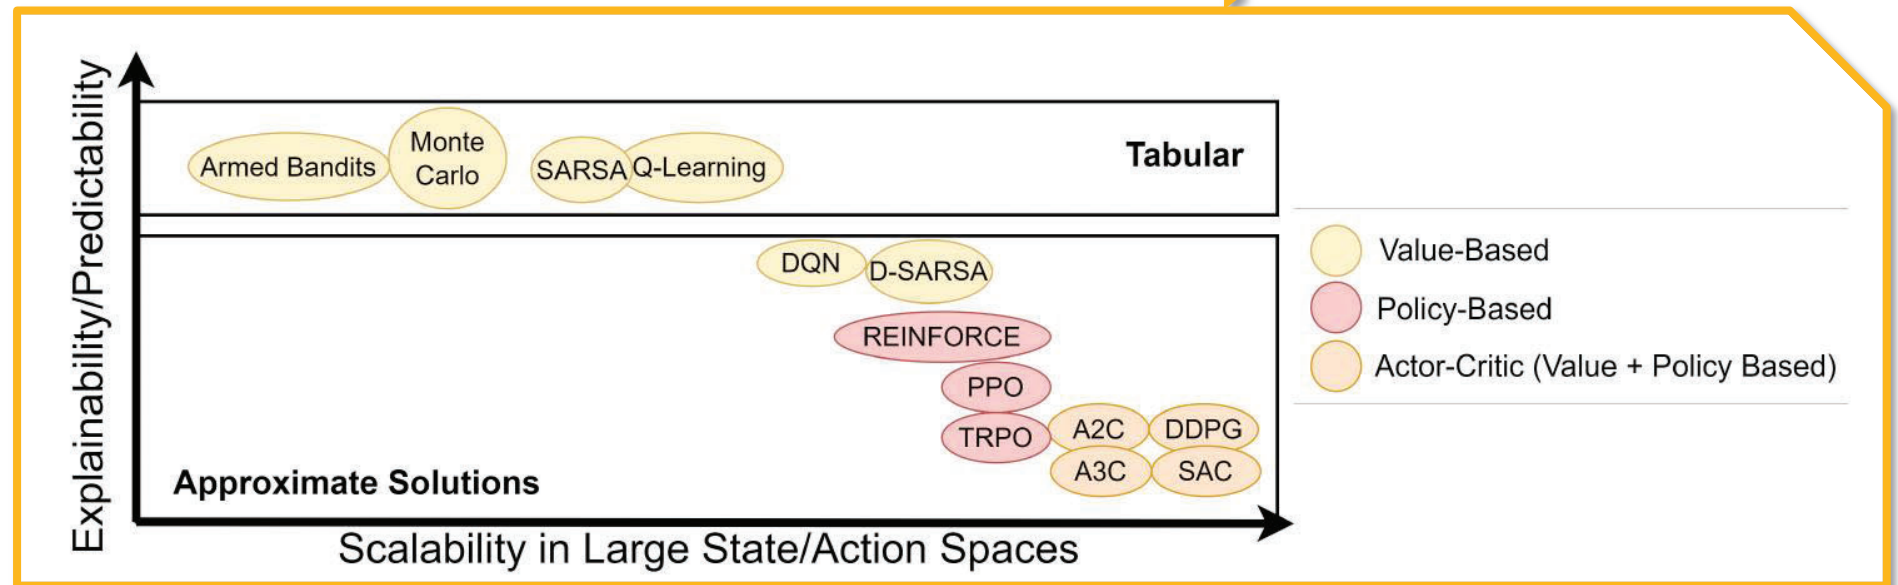 Explainability/Predictability
Armed Bandits
Monte
Carlo
SARSA
Q-Learning
Tabular
DQN
D-SARSA
REINFORCE
PPO
TRPO
A2C
DDPG
A3C
SAC
Approximate Solutions
Scalability in Large State/Action Spaces
Value-Based
Policy-Based
Actor-Critic (Value + Policy Based)